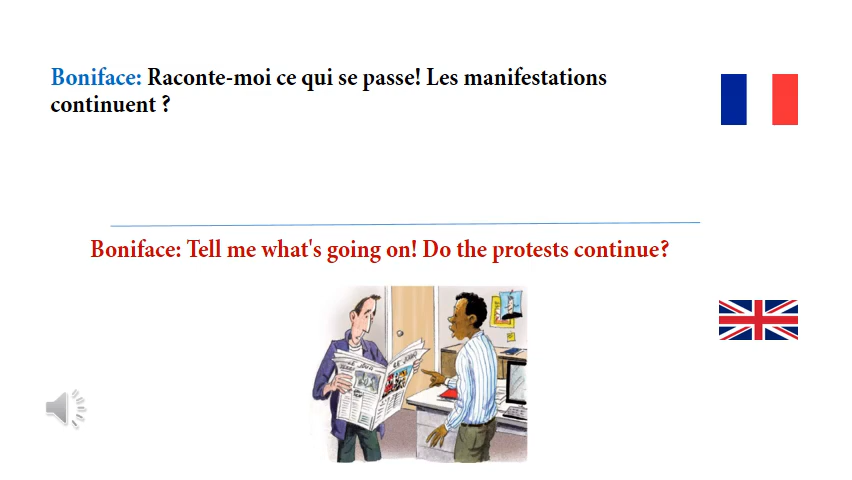 Boniface: Raconte-moi ce qui se passe! Les manifestations
continuent ?
Boniface: Tell me what's going on! Do the protests continue?